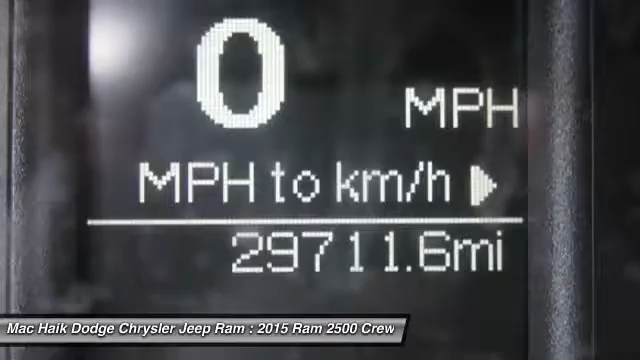 0 MPH
MPH to km/h
29711.6mi
Mac Haik Dodge Chrysler Jeep Ram : 2015 Ram 2500 Crew